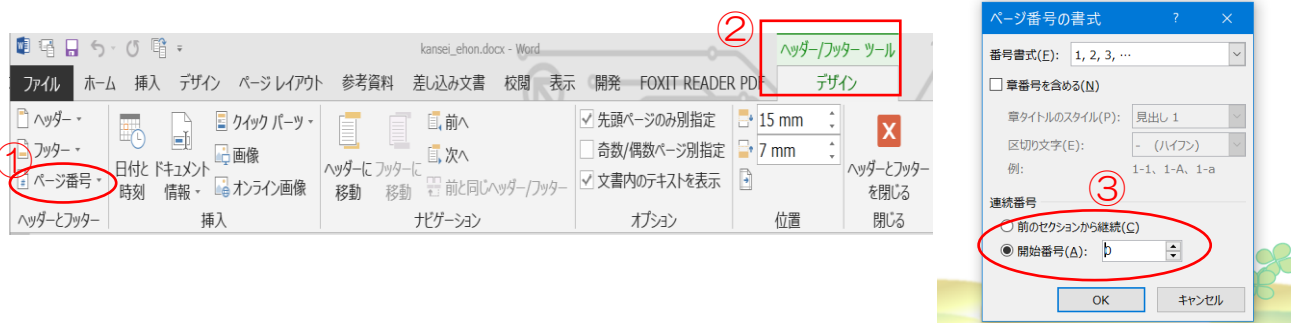 ②
kansei_ehon.docx - Word
ヘッダー/フッター ツール
ファイル ホーム 挿入 デザイン ページ レイアウト 参考資料 差し込み文書 校閲 表示 開発 FOXIT READER PDF デザイン
①
ヘッダー
フッター
ページ番号
ヘッダーとフッター
日付と時刻
ドキュメント情報
クイック パーツ
画像
オンライン画像
挿入
ヘッダーに移動
フッターに移動
前へ
次へ
前と同じヘッダー/フッター
ナビゲーション
先頭ページのみ別指定
奇数/偶数ページ別指定
文書内のテキストを表示
オプション
15 mm
7 mm
位置
ヘッダーとフッターを閉じる
閉じる
ページ番号の書式 ? ×
番号書式(F): 1, 2, 3, …
章番号を含める(N)
章タイトルのスタイル(P): 見出し 1
区切り文字(E): - (ハイフン)
例: 1-1、1-A、1-a
③
連続番号
前のセクションから継続(C)
開始番号(A): 0
OK キャンセル